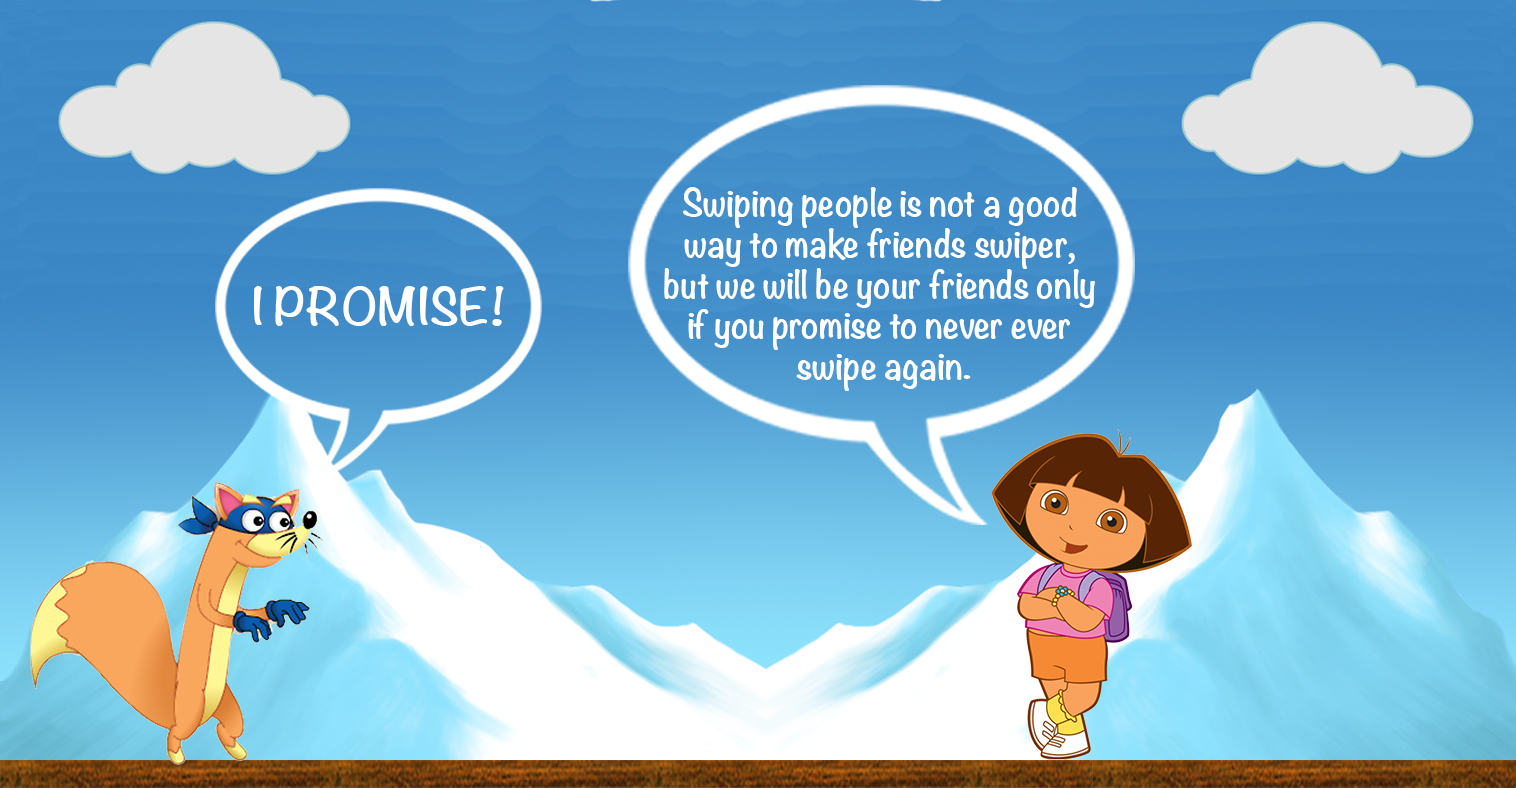 I PROMISE!
Swiping people is not a good
way to make friends swiper,
but we will be your friends only
if you promise to never ever
swipe again.